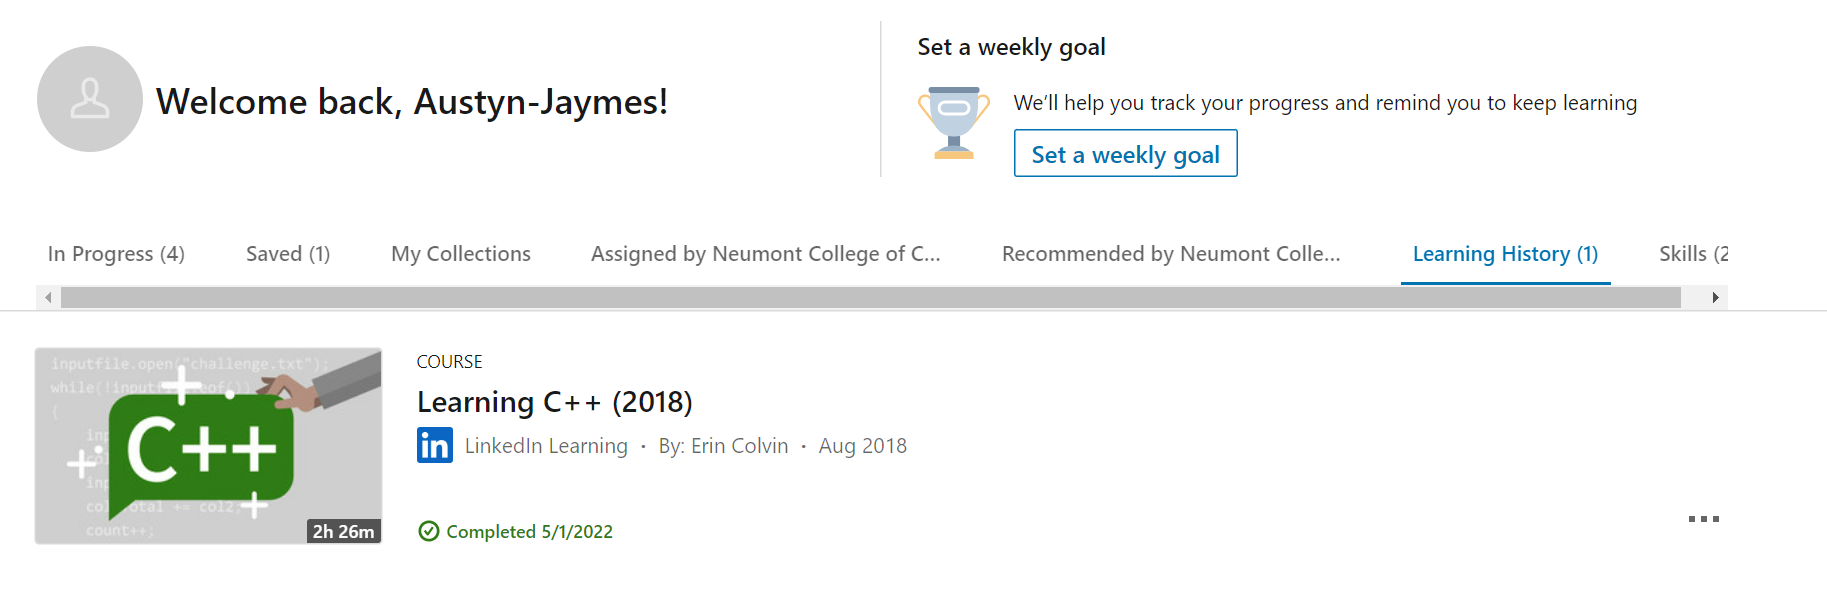 Welcome back, Austyn-Jaymes!
Set a weekly goal
We'll help you track your progress and remind you to keep learning
Set a weekly goal
In Progress (4)
Saved (1)
My Collections
Assigned by Neumont College of C...
Recommended by Neumont Colle...
Learning History (1)
Skills (2
inputfile.open("challenge.txt");
while(!inputfile.eof())
{
inp
col
inp
coltotal += col2;
count++;
C++
2h 26m
COURSE
Learning C++ (2018)
in LinkedIn Learning · By: Erin Colvin · Aug 2018
Completed 5/1/2022